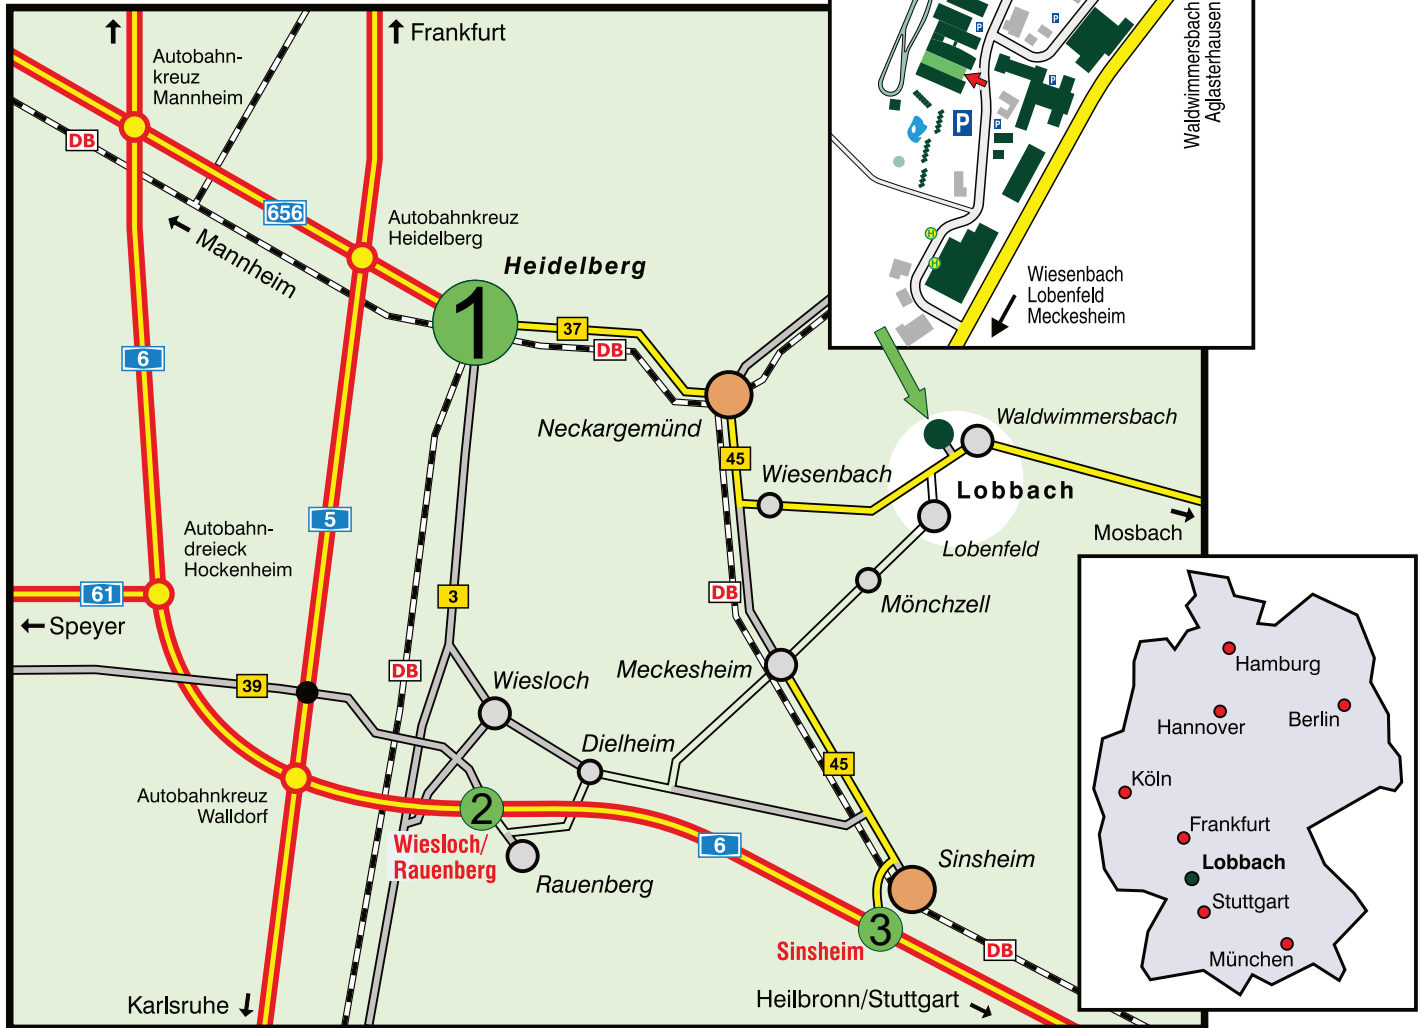 Frankfurt
Autobahn-
kreuz
Mannheim
DB
656
Autobahnkreuz
Heidelberg
Mannheim
Heidelberg
1
37
DB
6
Neckargemünd
45
Wiesenbach
Waldwimmersbach
Lobbach
Mosbach
Lobenfeld
5
Autobahn-
dreieck
Hockenheim
61
Speyer
3
DB
Mönchzell
Meckesheim
DB
39
Wiesloch
Dielheim
45
Autobahnkreuz
Walldorf
2
Wiesloch/
Rauenberg
Rauenberg
6
Sinsheim
3
Sinsheim
DB
Karlsruhe
Heilbronn/Stuttgart
Waldwimmersbach
Aglasterhausen
P
P
P
P
P
H
H
Wiesenbach
Lobenfeld
Meckesheim
Hamburg
Hannover
Berlin
Köln
Frankfurt
Lobbach
Stuttgart
München